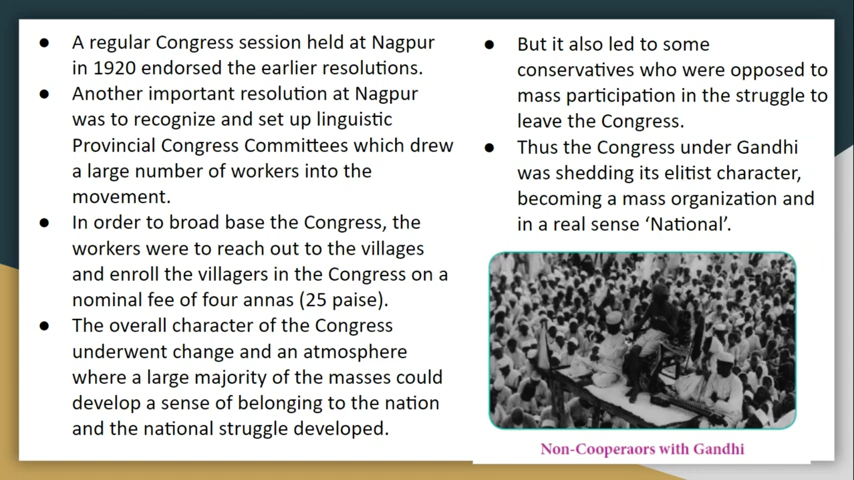 ● A regular Congress session held at Nagpur
in 1920 endorsed the earlier resolutions.
● Another important resolution at Nagpur
was to recognize and set up linguistic
Provincial Congress Committees which drew
a large number of workers into the
movement.
● In order to broad base the Congress, the
workers were to reach out to the villages
and enroll the villagers in the Congress on a
nominal fee of four annas (25 paise).
● The overall character of the Congress
underwent change and an atmosphere
where a large majority of the masses could
develop a sense of belonging to the nation
and the national struggle developed.
● But it also led to some
conservatives who were opposed to
mass participation in the struggle to
leave the Congress.
● Thus the Congress under Gandhi
was shedding its elitist character,
becoming a mass organization and
in a real sense ‘National’.
Non-Cooperaors with Gandhi